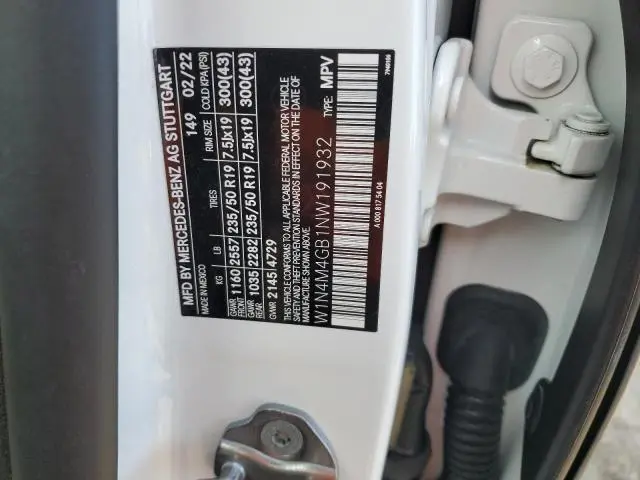 MFD BY MERCEDES-BENZ AG STUTTGART
MADE IN MEXICO 149 02/22
KG LB TIRES RIM SIZE COLD KPA (PSI)
GAWR FRONT 1160 2557 235/50 R19 7.5Jx19 300(43)
GAWR REAR 1035 2282 235/50 R19 7.5Jx19 300(43)
GVWR 2145 4729
THIS VEHICLE CONFORMS TO ALL APPLICABLE FEDERAL MOTOR VEHICLE
SAFETY AND THEFT PREVENTION STANDARDS IN EFFECT ON THE DATE OF
MANUFACTURE SHOWN ABOVE.
TYPE: MPV
W1N4M4GB1NW191932
A 000 817 54 04